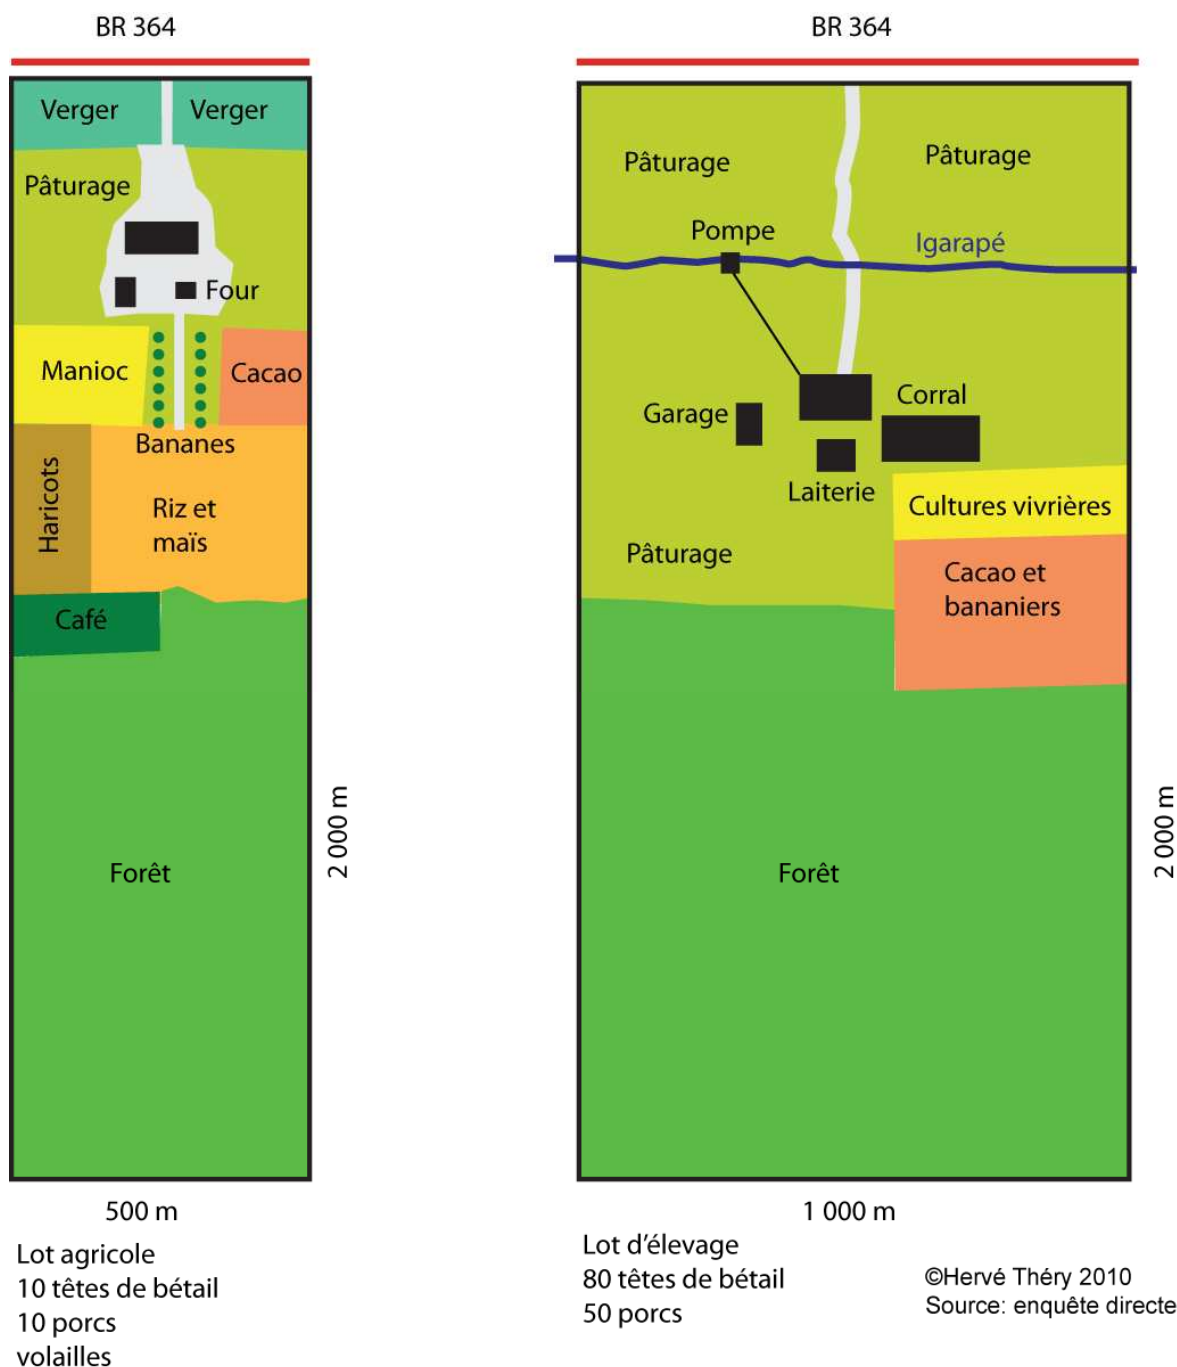 BR 364
Verger
Verger
Pâturage
Four
Manioc
Cacao
Bananes
Haricots
Riz et
maïs
Café
Forêt
2 000 m
500 m
Lot agricole
10 têtes de bétail
10 porcs
volailles
BR 364
Pâturage
Pâturage
Pompe
Igarapé
Garage
Corral
Laiterie
Cultures vivrières
Pâturage
Cacao et
bananiers
Forêt
2 000 m
1 000 m
Lot d'élevage
80 têtes de bétail
50 porcs
©Hervé Théry 2010
Source: enquête directe